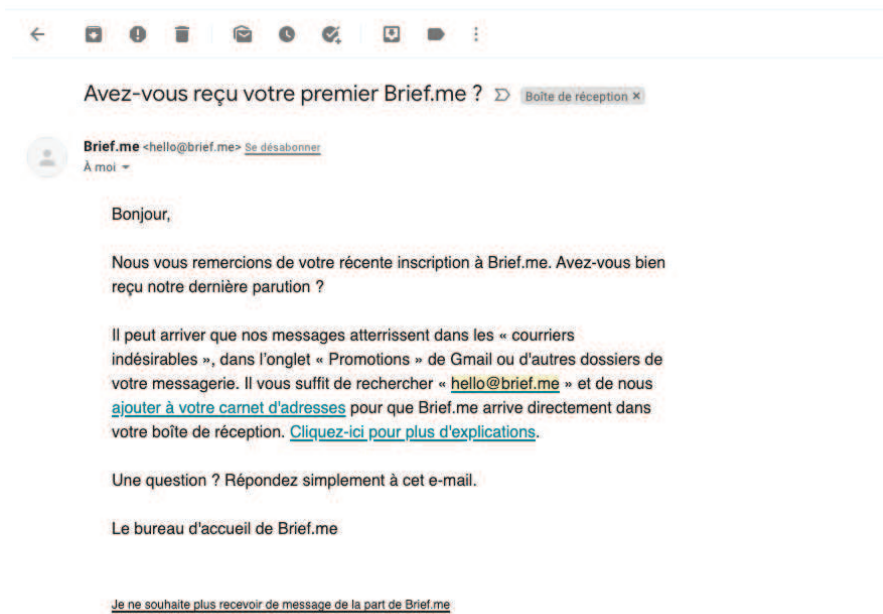 Avez-vous reçu votre premier Brief.me ? Boîte de réception ×
Brief.me <hello@brief.me> Se désabonner
À moi
Bonjour,
Nous vous remercions de votre récente inscription à Brief.me. Avez-vous bien
reçu notre dernière parution ?
Il peut arriver que nos messages atterrissent dans les « courriers
indésirables », dans l'onglet « Promotions » de Gmail ou d'autres dossiers de
votre messagerie. Il vous suffit de rechercher « hello@brief.me » et de nous
ajouter à votre carnet d'adresses pour que Brief.me arrive directement dans
votre boîte de réception. Cliquez-ici pour plus d'explications.
Une question ? Répondez simplement à cet e-mail.
Le bureau d'accueil de Brief.me
Je ne souhaite plus recevoir de message de la part de Brief.me